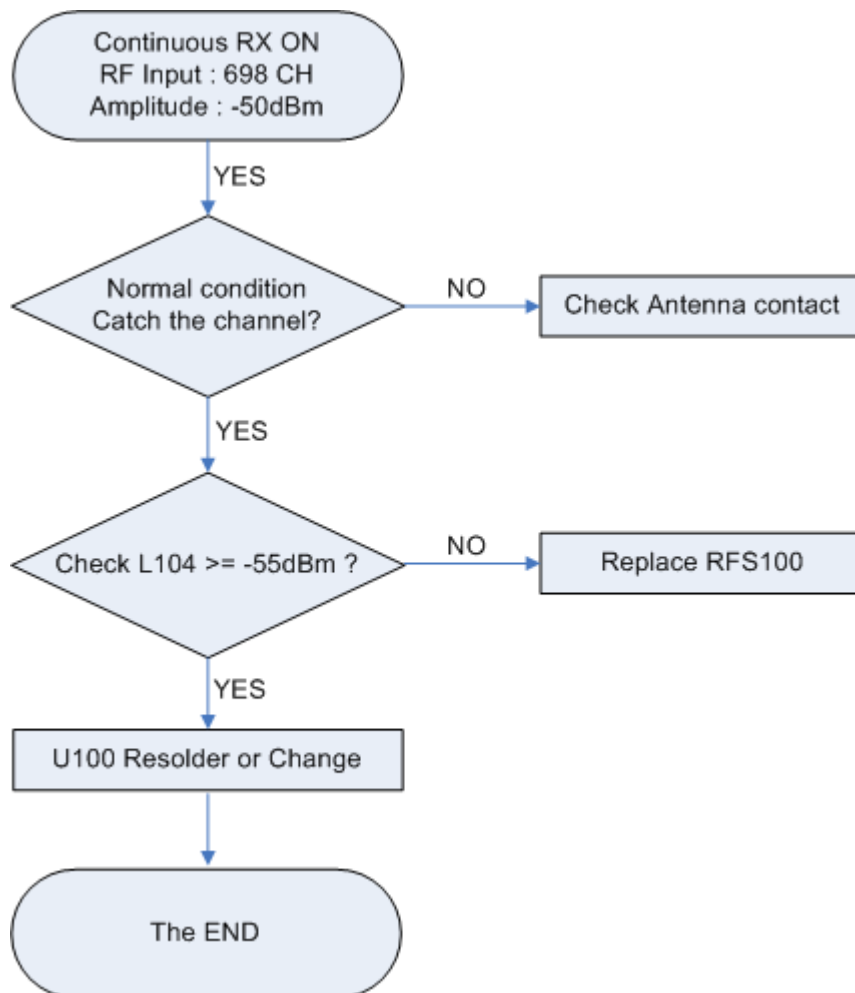 Continuous RX ON
RF Input : 698 CH
Amplitude : -50dBm
YES
Normal condition
Catch the channel?
NO
Check Antenna contact
YES
Check L104 >= -55dBm ?
NO
Replace RFS100
YES
U100 Resolder or Change
The END